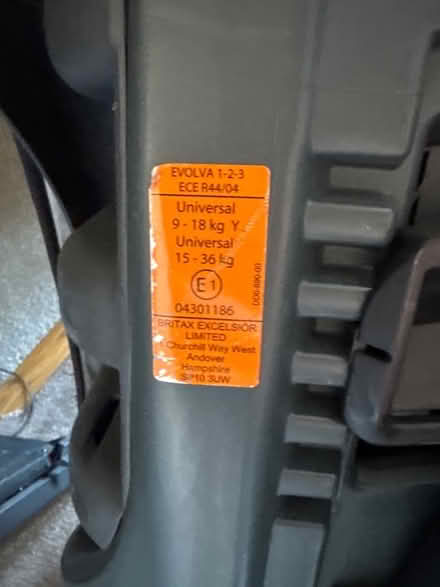 EVOLVA 1-2-3
ECE R44/04
Universal
9 - 18 kg Y
Universal
15 - 36 kg
E1
04301186
BRITAX EXCELSIOR
LIMITED
Churchill Way West
Andover
Hampshire
SP10 3UW